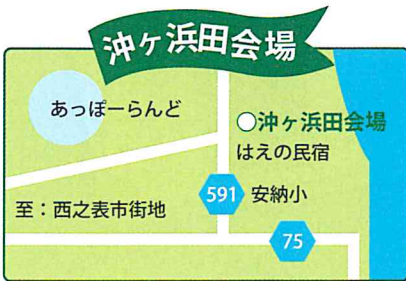 沖ヶ浜田会場
あっぽーらんど
沖ヶ浜田会場
はえの民宿
591
安納小
至：西之表市街地
75